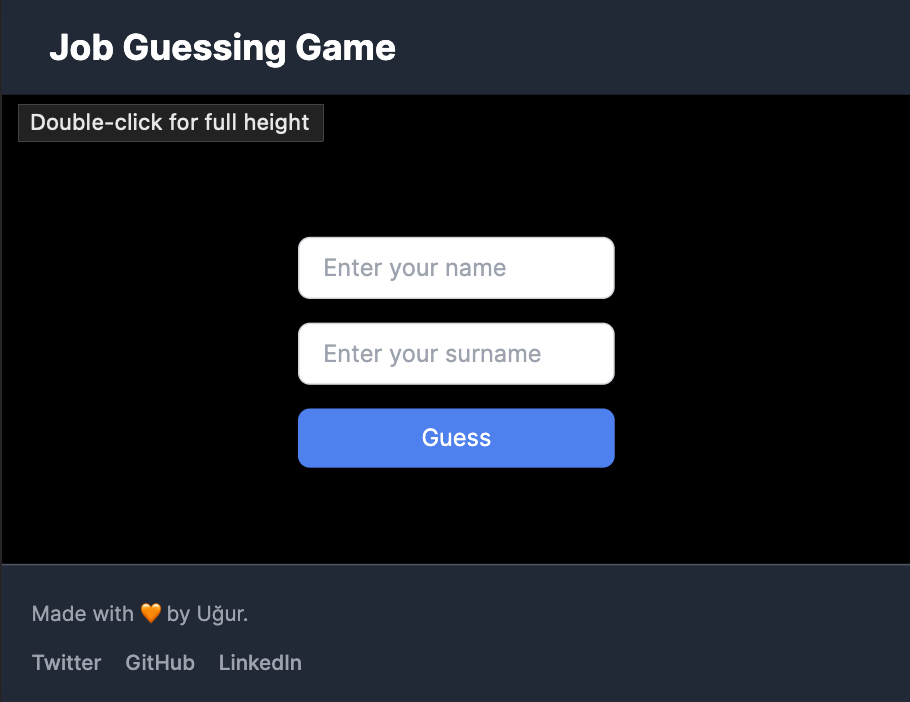 Job Guessing Game
Double-click for full height
Enter your name
Enter your surname
Guess
Made with 🧡 by Uğur.
Twitter GitHub LinkedIn